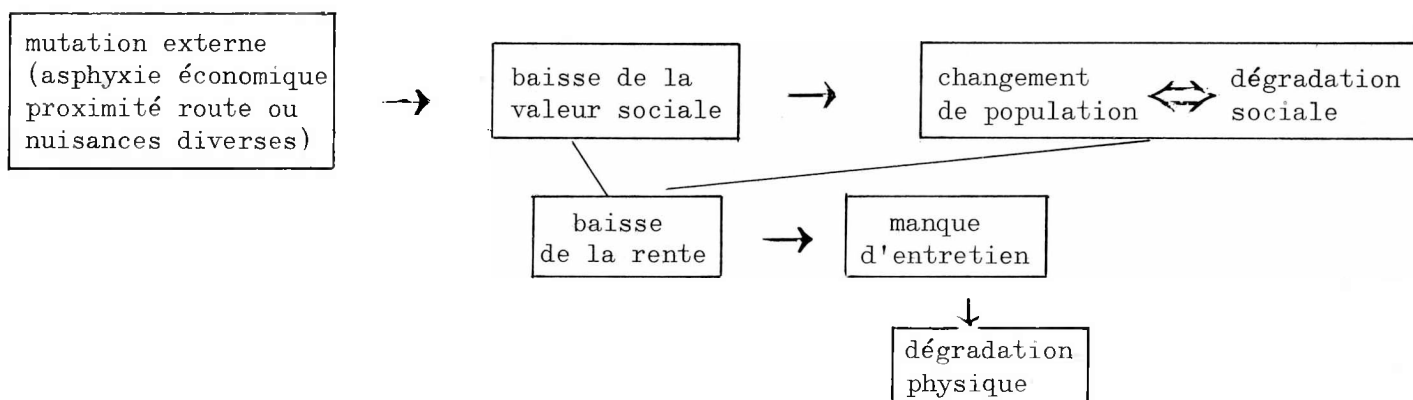 mutation externe
(asphyxie économique
proximité route ou
nuisances diverses)
baisse de la
valeur sociale
changement
de population
dégradation
sociale
baisse
de la rente
manque
d'entretien
dégradation
physique